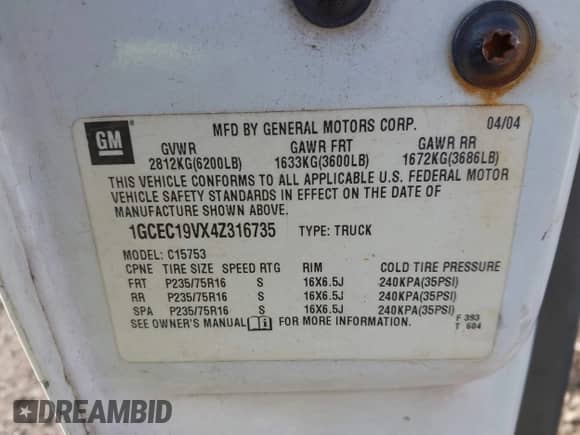 GM
MFD BY GENERAL MOTORS CORP. 04/04
GVWR GAWR FRT GAWR RR
2812KG(6200LB) 1633KG(3600LB) 1672KG(3686LB)
THIS VEHICLE CONFORMS TO ALL APPLICABLE U.S. FEDERAL MOTOR
VEHICLE SAFETY STANDARDS IN EFFECT ON THE DATE OF
MANUFACTURE SHOWN ABOVE.
1GCEC19VX4Z316735 TYPE: TRUCK
MODEL: C15753
CPNE TIRE SIZE SPEED RTG RIM COLD TIRE PRESSURE
FRT P235/75R16 S 16X6.5J 240KPA(35PSI)
RR P235/75R16 S 16X6.5J 240KPA(35PSI)
SPA P235/75R16 S 16X6.5J 240KPA(35PSI)
SEE OWNER'S MANUAL FOR MORE INFORMATION.
F 393
T 604
DREAMBID